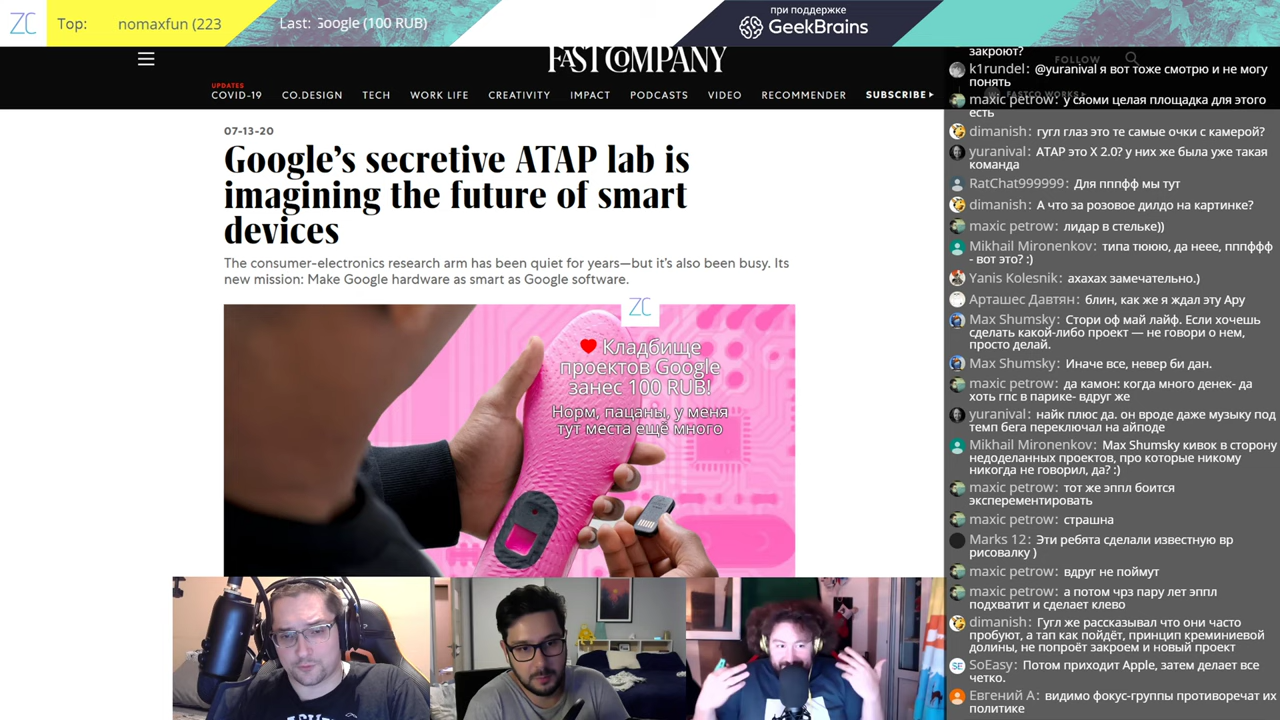 ZC
Top:
nomaxfun (223
Last:
Google (100 RUB)
при поддержке
GeekBrains
FAST COMPANY
FOLLOW
UPDATES
COVID-19
CO.DESIGN
TECH
WORK LIFE
CREATIVITY
IMPACT
PODCASTS
VIDEO
RECOMMENDER
SUBSCRIBE
FASTCO WORKS
07-13-20
Google's secretive ATAP lab is
imagining the future of smart
devices
The consumer-electronics research arm has been quiet for years—but it's also been busy. Its
new mission: Make Google hardware as smart as Google software.
ZC
Кладбище
проектов Google
занес 100 RUB!
Норм, пацаны, у меня
тут места ещё много
закроют?
k1rundel: @yuranival я вот тоже смотрю и не могу
понять
maxic petrow: у сяоми целая площадка для этого
есть
dimanish: гугл глаз это те самые очки с камерой?
yuranival: АТАР это X 2.0? у них же была уже такая
команда
RatChat999999: Для пппфф мы тут
dimanish: А что за розовое дилдо на картинке?
maxic petrow: лидар в стельке))
Mikhail Mironenkov: типа тююю, да неее, пппффф
- вот это? :)
Yanis Kolesnik: ахахах замечательно.)
Арташес Давтян: блин, как же я ждал эту Ару
Max Shumsky: Стори оф май лайф. Если хочешь
сделать какой-либо проект — не говори о нем,
просто делай.
Max Shumsky: Иначе все, невер би дан.
maxic petrow: да камон: когда много денек- да
хоть гпс в парике- вдруг же
yuranival: найк плюс да. он вроде даже музыку под
темп бега переключал на айподе
Mikhail Mironenkov: Max Shumsky кивок в сторону
недоделанных проектов, про которые никому
никогда не говорил, да? :)
maxic petrow: тот же эппл боится
эксперементировать
maxic petrow: страшна
Marks 12: Эти ребята сделали известную вр
рисовалку )
maxic petrow: вдруг не поймут
maxic petrow: а потом чрз пару лет эппл
подхватит и сделает клево
dimanish: Гугл же рассказывал что они часто
пробуют, а тап как пойдёт, принцип креминиевой
долины, не попроёт закроем и новый проект
SoEasy: Потом приходит Apple, затем делает все
четко.
Евгений А: видимо фокус-группы противоречат их
политике